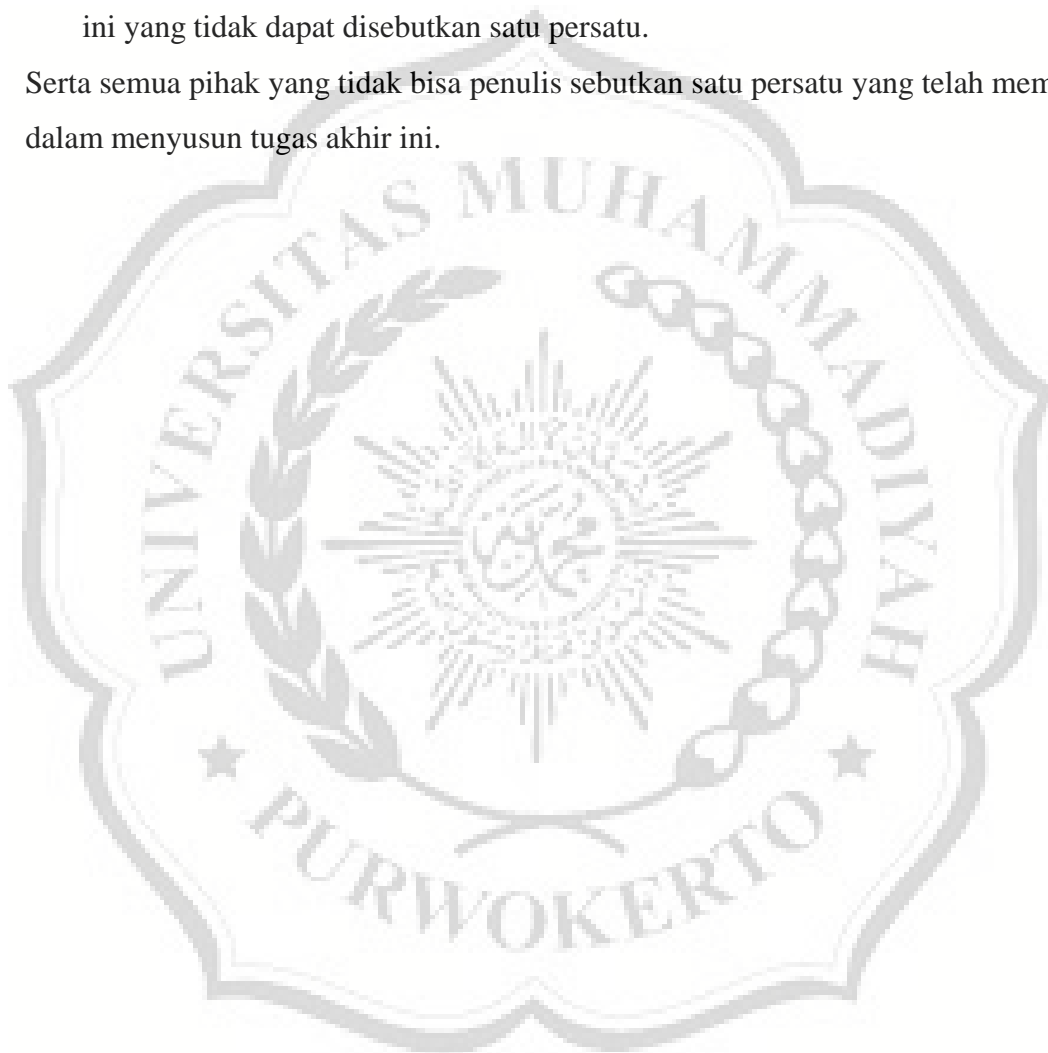 ini yang tidak dapat disebutkan satu persatu.
Serta semua pihak yang tidak bisa penulis sebutkan satu persatu yang telah mem
dalam menyusun tugas akhir ini.
UNIVERSITAS MUHAMMADIYAH
PURWOKERTO